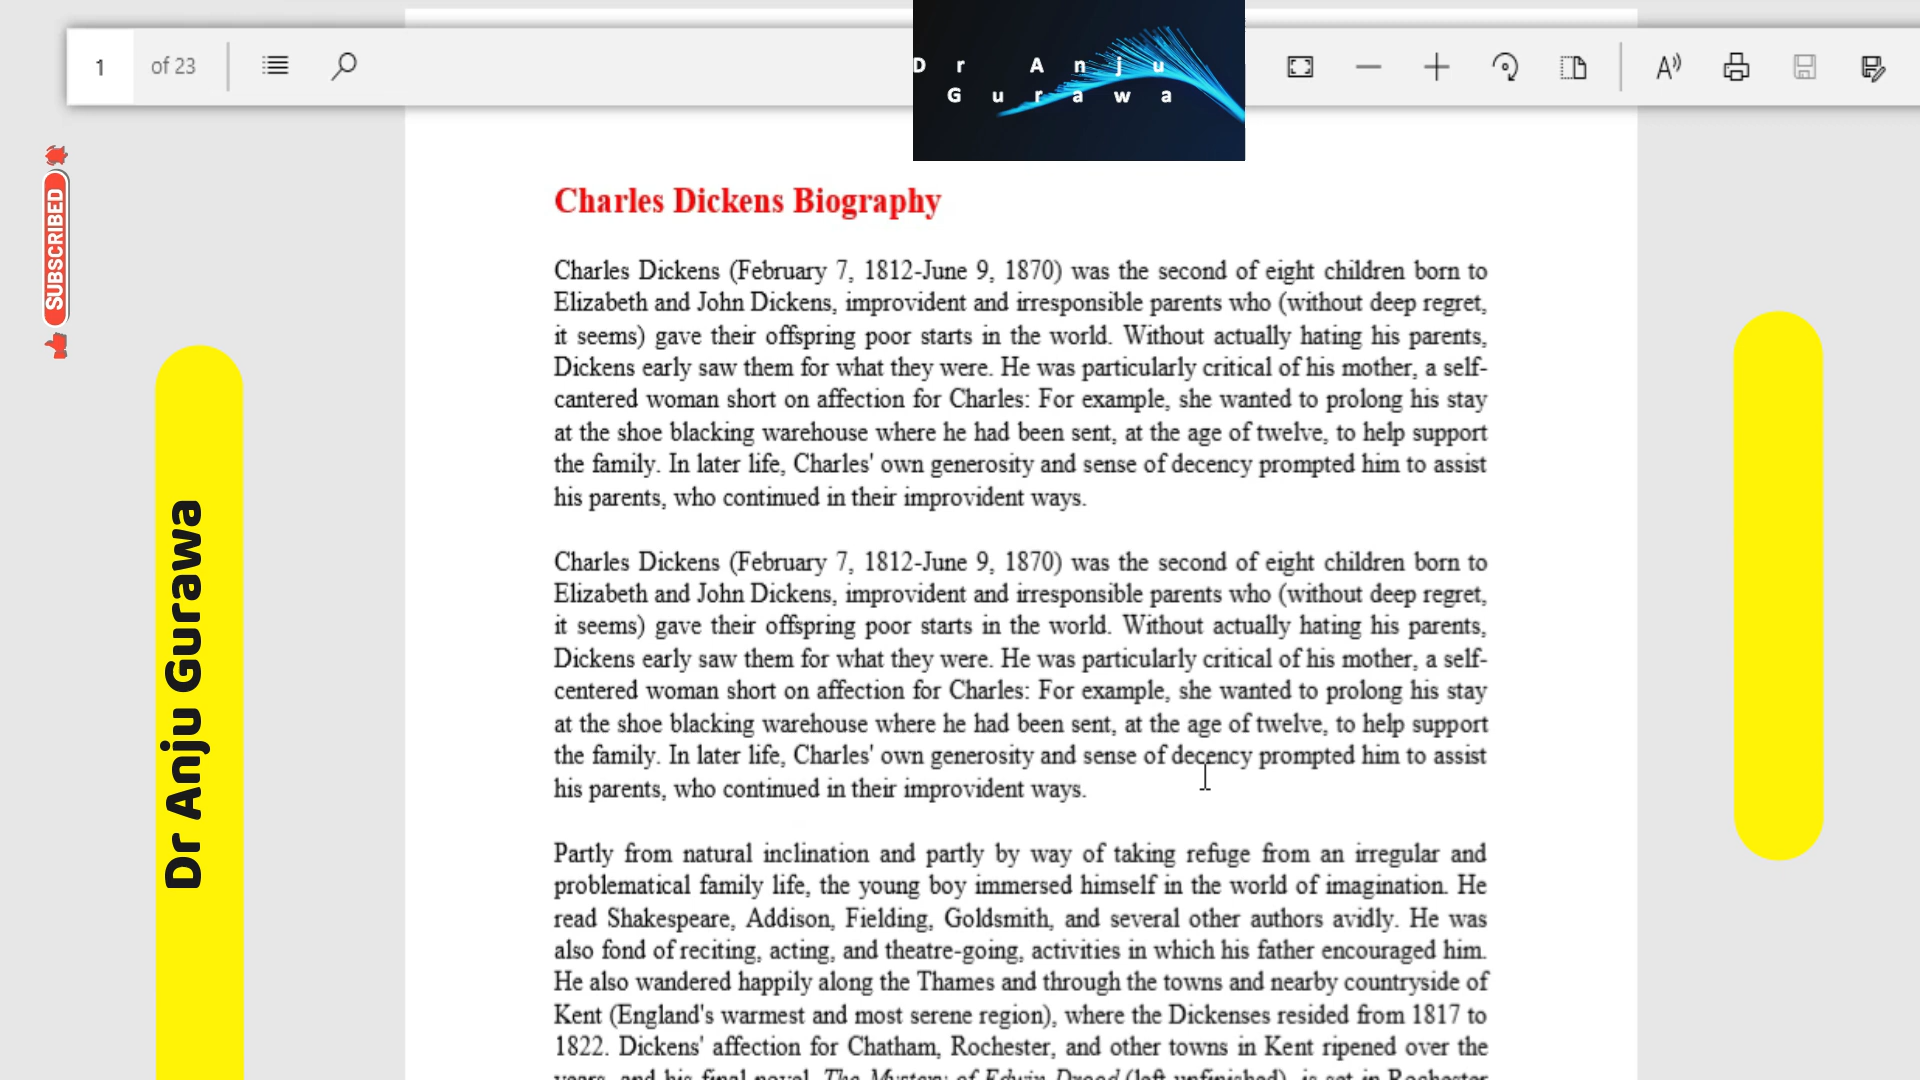 1 of 23
D r A n j u
G u r a w a
SUBSCRIBED
Dr Anju Gurawa
Charles Dickens Biography
Charles Dickens (February 7, 1812-June 9, 1870) was the second of eight children born to
Elizabeth and John Dickens, improvident and irresponsible parents who (without deep regret,
it seems) gave their offspring poor starts in the world. Without actually hating his parents,
Dickens early saw them for what they were. He was particularly critical of his mother, a self-
cantered woman short on affection for Charles: For example, she wanted to prolong his stay
at the shoe blacking warehouse where he had been sent, at the age of twelve, to help support
the family. In later life, Charles' own generosity and sense of decency prompted him to assist
his parents, who continued in their improvident ways.
Charles Dickens (February 7, 1812-June 9, 1870) was the second of eight children born to
Elizabeth and John Dickens, improvident and irresponsible parents who (without deep regret,
it seems) gave their offspring poor starts in the world. Without actually hating his parents,
Dickens early saw them for what they were. He was particularly critical of his mother, a self-
centered woman short on affection for Charles: For example, she wanted to prolong his stay
at the shoe blacking warehouse where he had been sent, at the age of twelve, to help support
the family. In later life, Charles' own generosity and sense of decency prompted him to assist
his parents, who continued in their improvident ways.
Partly from natural inclination and partly by way of taking refuge from an irregular and
problematical family life, the young boy immersed himself in the world of imagination. He
read Shakespeare, Addison, Fielding, Goldsmith, and several other authors avidly. He was
also fond of reciting, acting, and theatre-going, activities in which his father encouraged him.
He also wandered happily along the Thames and through the towns and nearby countryside of
Kent (England's warmest and most serene region), where the Dickenses resided from 1817 to
1822. Dickens' affection for Chatham, Rochester, and other towns in Kent ripened over the
years, and his final novel, The Mystery of Edwin Drood (left unfinished), is set in Rochester